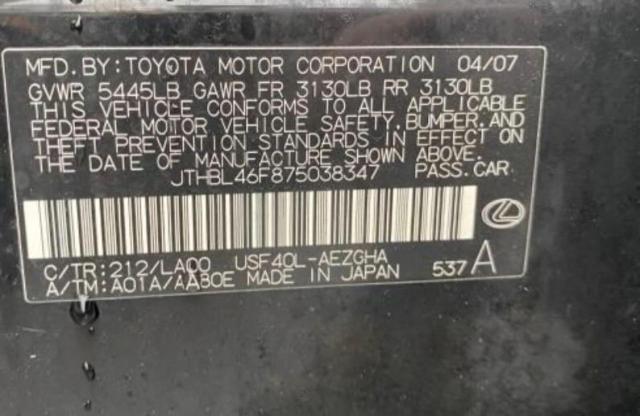 MFD.BY:TOYOTA MOTOR CORPORATION 04/07
GVWR 5445LB GAWR FR 3130LB RR 3130LB
THIS VEHICLE CONFORMS TO ALL APPLICABLE
FEDERAL MOTOR VEHICLE SAFETY, BUMPER, AND
THEFT PREVENTION STANDARDS IN EFFECT ON
THE DATE OF MANUFACTURE SHOWN ABOVE.
JTHBL46F875038347 PASS.CAR
C/TR:212/LA00 USF40L-AEZGHA
A/TM:A01A/AA80E MADE IN JAPAN 537A